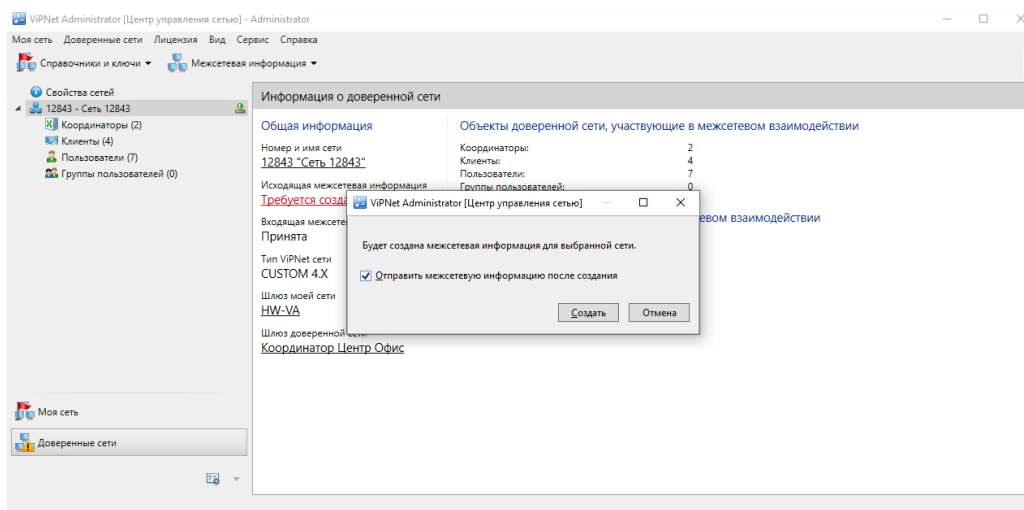 ViPNet Administrator [Центр управления сетью] - Administrator
Моя сеть Доверенные сети Лицензия Вид Сервис Справка
Справочники и ключи Межсетевая информация
Свойства сетей
12843 - Сеть 12843
Координаторы (2)
Клиенты (4)
Пользователи (7)
Группы пользователей (0)
Моя сеть
Доверенные сети
Информация о доверенной сети
Общая информация
Номер и имя сети
12843 "Сеть 12843"
Исходящая межсетевая информация
Требуется созда
Входящая межсете
Принята
Тип ViPNet сети
CUSTOM 4.X
Шлюз моей сети
HW-VA
Шлюз доверенной сети
Координатор Центр Офис
Объекты доверенной сети, участвующие в межсетевом взаимодействии
Координаторы: 2
Клиенты: 4
Пользователи: 7
Группы пользователей: 0
евом взаимодействии
ViPNet Administrator [Центр управления сетью]
Будет создана межсетевая информация для выбранной сети.
Отправить межсетевую информацию после создания
Создать Отмена